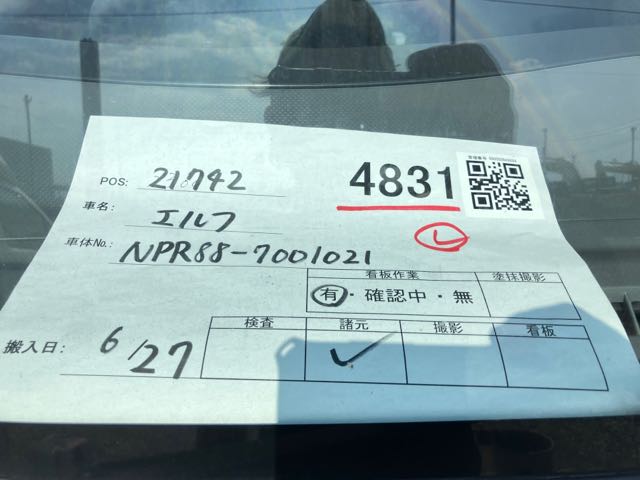 POS: 21742
4831
車名: エルフ
レ
車体No.: NPR88-7001021
看板作業 塗抹撮影
有・確認中・無
搬入日: 6/27
検査 諸元 撮影 看板
✓